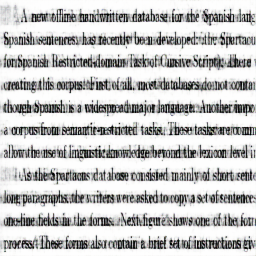 A new offline handwritten database for the Spanish lang
Spanish sentences, has recently been developed: the Spartacus
for Spanish Restricted-domain Task of Cursive Script). There
creating this corpus. First of all, most databases do not contai
though Spanish is a widespread major language. Another impor
a corpus from semantic-restricted tasks. These tasks are comm
allow the use of linguistic knowledge beyond the lexicon level i
As the Spartacus database consisted mainly of short sente
long paragraphs, the writers were asked to copy a set of sentences
one-line fields in the forms. Next figure shows one of the for
process. These forms also contain a brief set of instructions giv